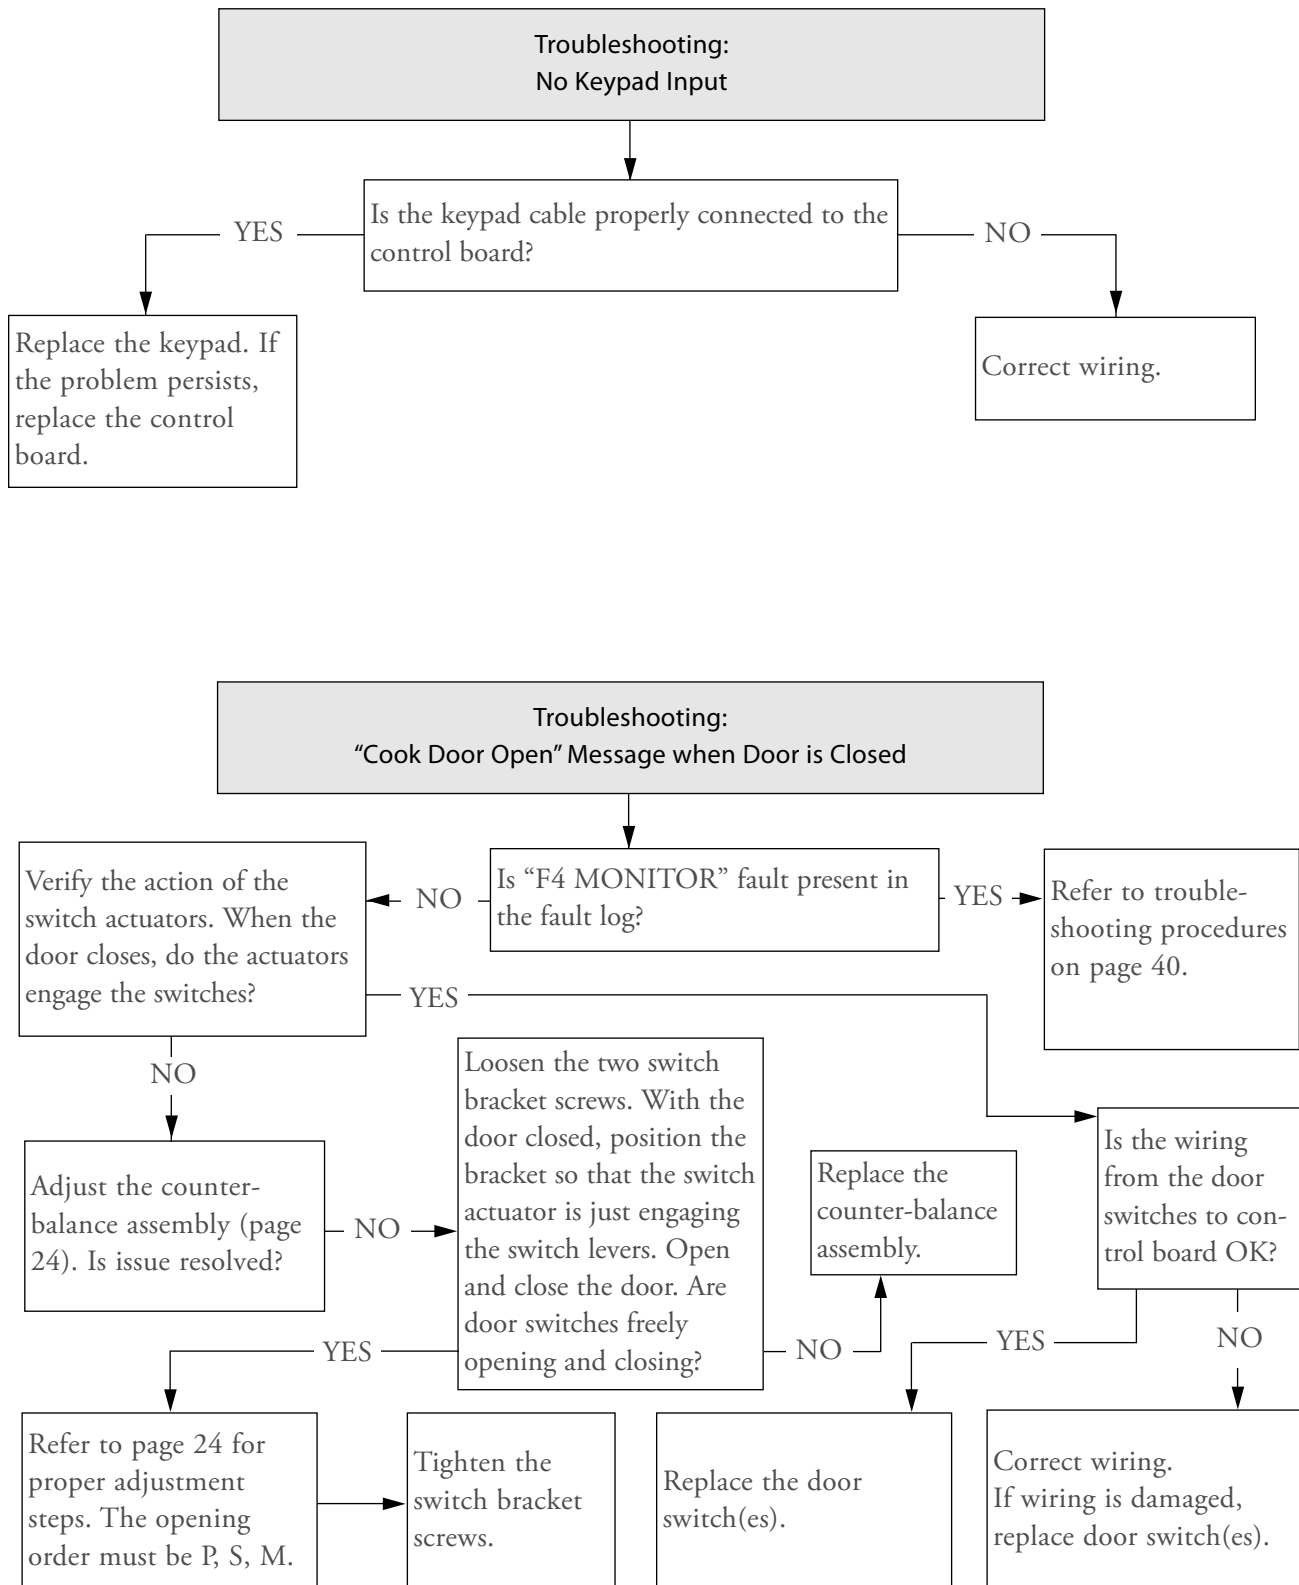 Troubleshooting:
No Keypad Input
Is the keypad cable properly connected to the
control board?
YES
NO
Replace the keypad. If
the problem persists,
replace the control
board.
Correct wiring.
Troubleshooting:
“Cook Door Open” Message when Door is Closed
Is “F4 MONITOR” fault present in
the fault log?
NO
YES
Verify the action of the
switch actuators. When the
door closes, do the actuators
engage the switches?
Refer to trouble-
shooting procedures
on page 40.
YES
NO
Loosen the two switch
bracket screws. With the
door closed, position the
bracket so that the switch
actuator is just engaging
the switch levers. Open
and close the door. Are
door switches freely
opening and closing?
Adjust the counter-
balance assembly (page
24). Is issue resolved?
NO
Replace the
counter-balance
assembly.
Is the wiring
from the door
switches to con-
trol board OK?
YES
NO
YES
NO
Refer to page 24 for
proper adjustment
steps. The opening
order must be P, S, M.
Tighten the
switch bracket
screws.
Replace the door
switch(es).
Correct wiring.
If wiring is damaged,
replace door switch(es).